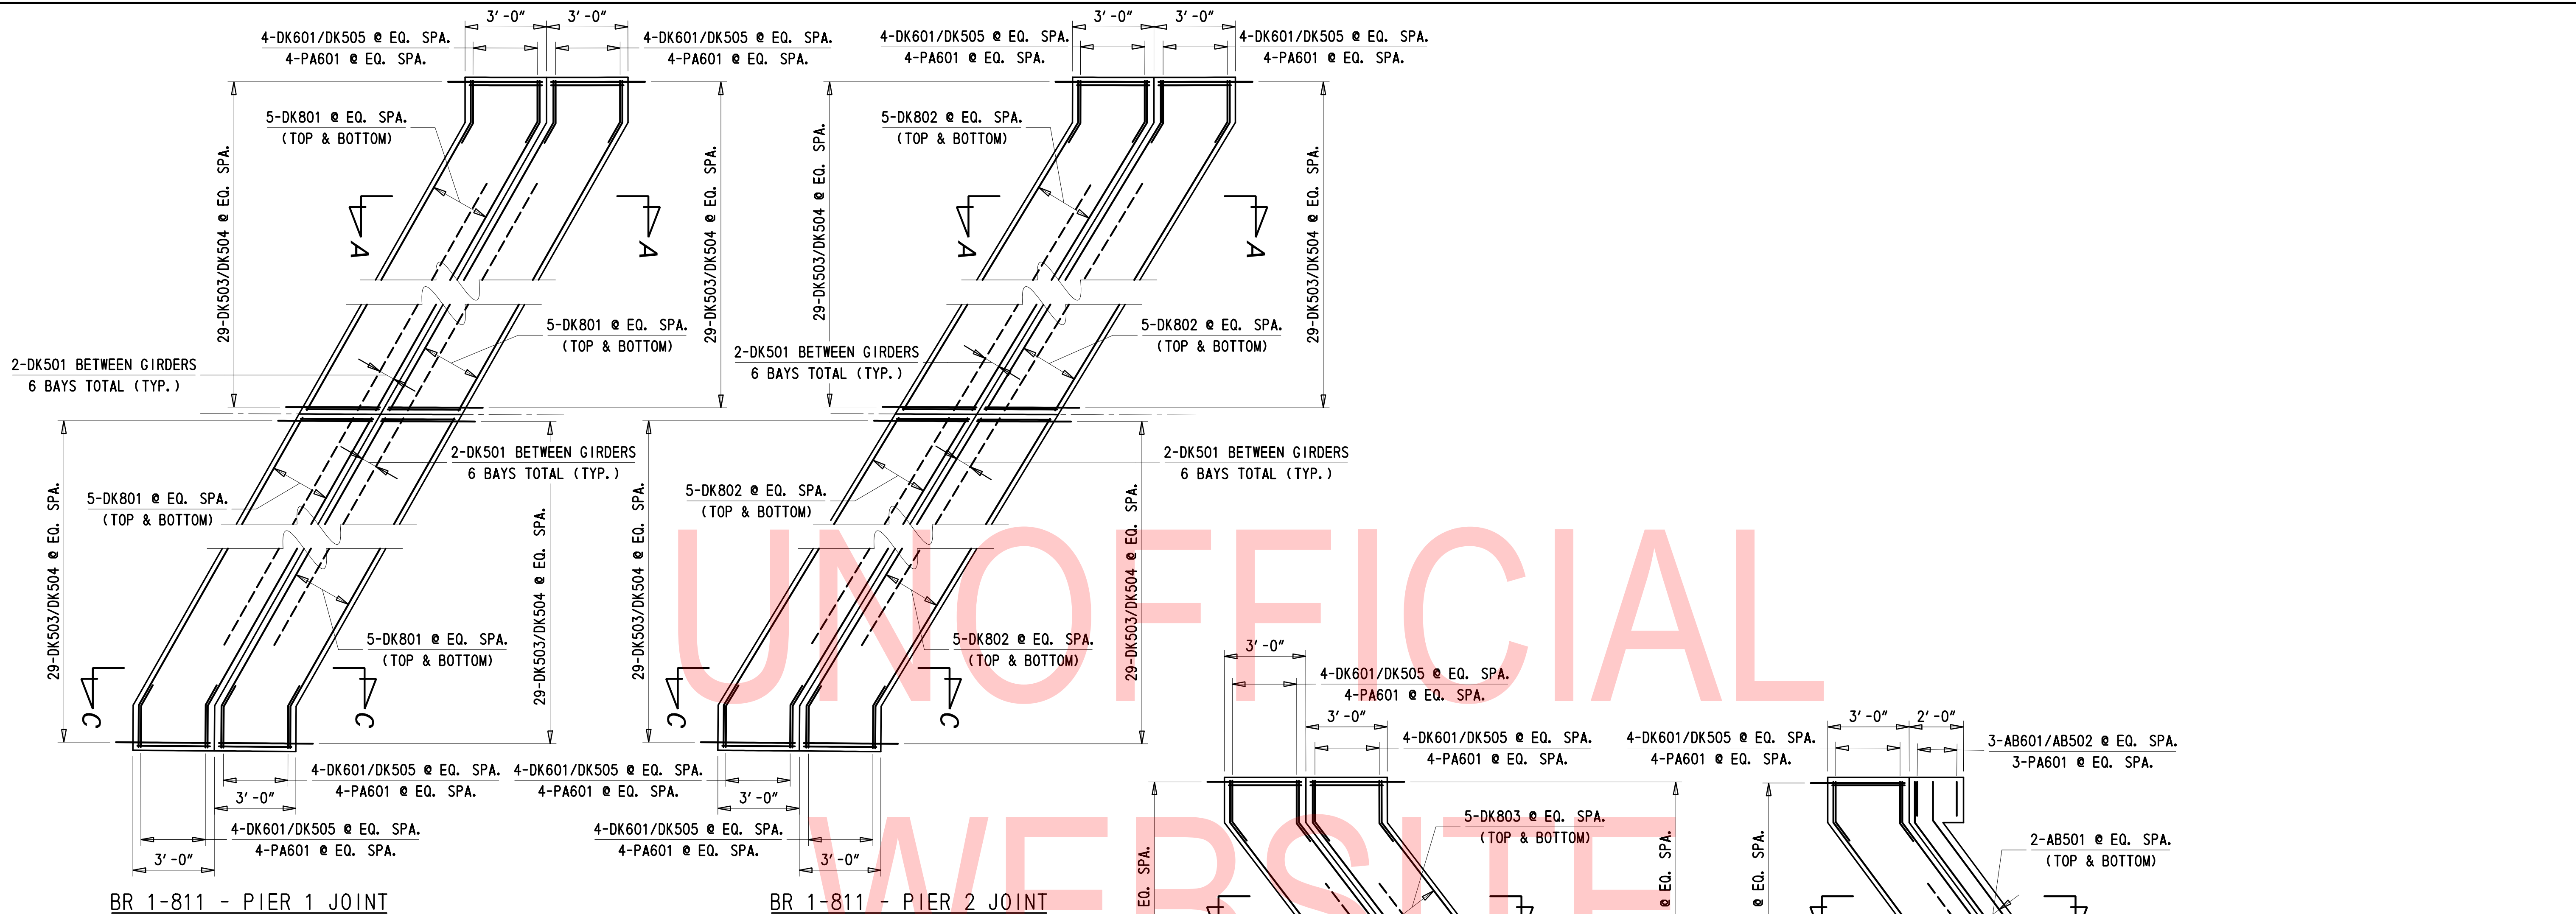 3'-0" 3'-0"
4-DK601/DK505 @ EQ. SPA.
4-PA601 @ EQ. SPA.
4-DK601/DK505 @ EQ. SPA.
4-PA601 @ EQ. SPA.
5-DK801 @ EQ. SPA.
(TOP & BOTTOM)
29-DK503/DK504 @ EQ. SPA.
29-DK503/DK504 @ EQ. SPA.
A A
5-DK801 @ EQ. SPA.
(TOP & BOTTOM)
2-DK501 BETWEEN GIRDERS
6 BAYS TOTAL (TYP.)
2-DK501 BETWEEN GIRDERS
6 BAYS TOTAL (TYP.)
5-DK801 @ EQ. SPA.
(TOP & BOTTOM)
29-DK503/DK504 @ EQ. SPA.
29-DK503/DK504 @ EQ. SPA.
5-DK801 @ EQ. SPA.
(TOP & BOTTOM)
C C
4-DK601/DK505 @ EQ. SPA.
4-PA601 @ EQ. SPA.
3'-0"
4-DK601/DK505 @ EQ. SPA.
4-PA601 @ EQ. SPA.
3'-0"
BR 1-811 - PIER 1 JOINT
3'-0" 3'-0"
4-DK601/DK505 @ EQ. SPA.
4-PA601 @ EQ. SPA.
4-DK601/DK505 @ EQ. SPA.
4-PA601 @ EQ. SPA.
5-DK802 @ EQ. SPA.
(TOP & BOTTOM)
29-DK503/DK504 @ EQ. SPA.
29-DK503/DK504 @ EQ. SPA.
A A
5-DK802 @ EQ. SPA.
(TOP & BOTTOM)
2-DK501 BETWEEN GIRDERS
6 BAYS TOTAL (TYP.)
2-DK501 BETWEEN GIRDERS
6 BAYS TOTAL (TYP.)
5-DK802 @ EQ. SPA.
(TOP & BOTTOM)
29-DK503/DK504 @ EQ. SPA.
29-DK503/DK504 @ EQ. SPA.
5-DK802 @ EQ. SPA.
(TOP & BOTTOM)
C C
4-DK601/DK505 @ EQ. SPA.
4-PA601 @ EQ. SPA.
3'-0"
4-DK601/DK505 @ EQ. SPA.
4-PA601 @ EQ. SPA.
3'-0"
BR 1-811 - PIER 2 JOINT
UNOFFICIAL
WEBSITE
3'-0"
4-DK601/DK505 @ EQ. SPA.
4-PA601 @ EQ. SPA.
3'-0"
4-DK601/DK505 @ EQ. SPA.
4-PA601 @ EQ. SPA.
5-DK803 @ EQ. SPA.
(TOP & BOTTOM)
EQ. SPA.
@ EQ. SPA.
3'-0" 2'-0"
4-DK601/DK505 @ EQ. SPA.
4-PA601 @ EQ. SPA.
3-AB601/AB502 @ EQ. SPA.
3-PA601 @ EQ. SPA.
2-AB501 @ EQ. SPA.
(TOP & BOTTOM)
@ EQ. SPA.